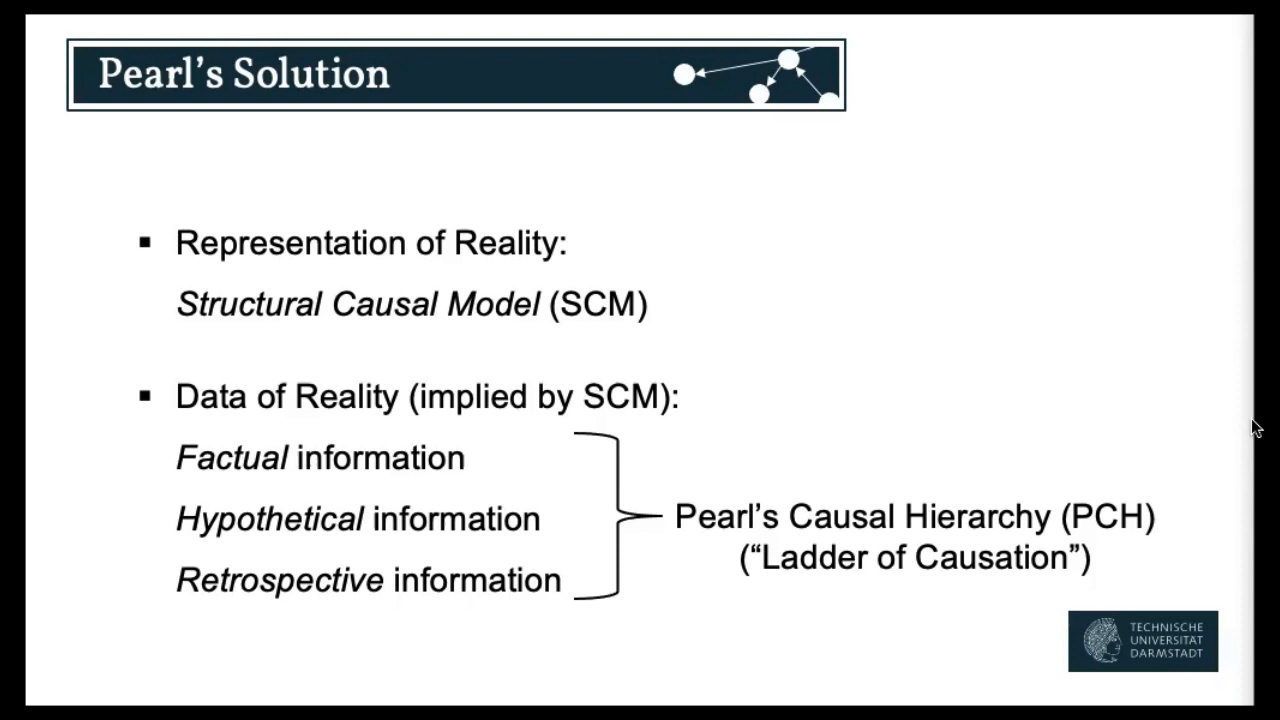 Pearl's Solution
Representation of Reality:
Structural Causal Model (SCM)
Data of Reality (implied by SCM):
Factual information
Hypothetical information
Retrospective information
Pearl's Causal Hierarchy (PCH)
(“Ladder of Causation”)
TECHNISCHE
UNIVERSITÄT
DARMSTADT